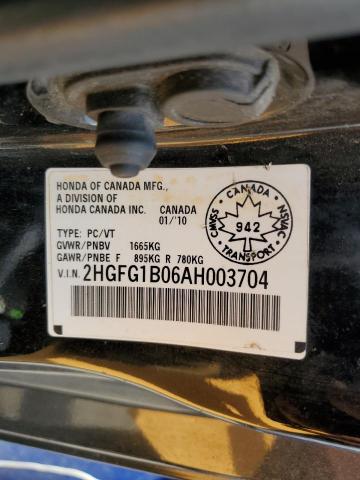 HONDA OF CANADA MFG.,
A DIVISION OF
HONDA CANADA INC. CANADA
01/'10
TYPE: PC/VT
GVWR/PNBV 1665KG
GAWR/PNBE F 895KG R 780KG
V.I.N. 2HGFG1B06AH003704
CANADA
CMVSS
942
NSVAC
TRANSPORT